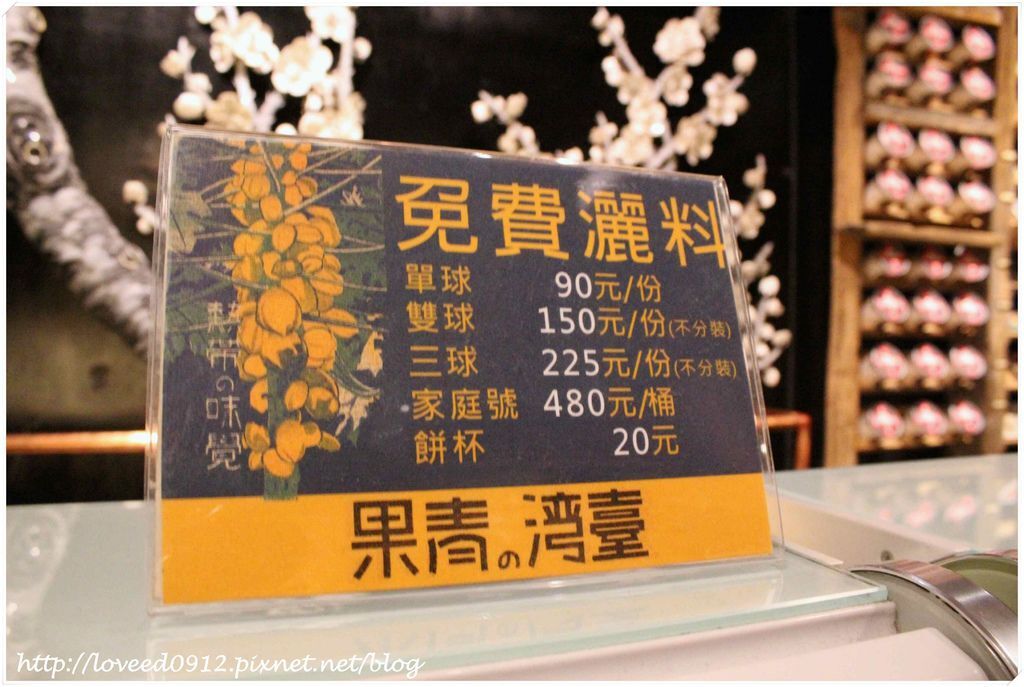 免費灑料
單球 90元/份
雙球 150元/份(不分裝)
三球 225元/份(不分裝)
家庭號 480元/桶
餅杯 20元
熱帯の味覺
果青の湾臺
http://loveed0912.pixnet.net/blog